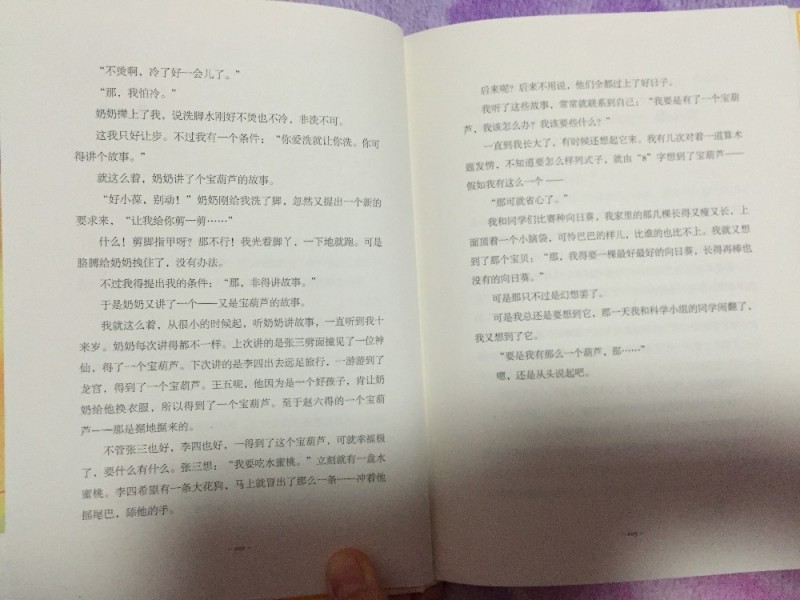 “不烫啊，冷了好一会儿了。”
“那，我怕冷。”
奶奶撵上了我，说洗脚水刚好不烫也不冷，非洗不可。
这我只好让步。不过我有一个条件：“你爱洗就让你洗。你可
得讲个故事。”
就这么着，奶奶讲了个宝葫芦的故事。
“好小葆，别动！”奶奶刚给我洗了脚，忽然又提出一个新的
要求来，“让我给你剪一剪……”
什么！剪脚指甲呀？那不行！我光着脚丫，一下地就跑。可是
胳膊给奶奶拽住了，没有办法。
不过我得提出我的条件：“那，非得讲故事。”
于是奶奶又讲了一个——又是宝葫芦的故事。
我就这么着，从很小的时候起，听奶奶讲故事，一直听到我十
来岁。奶奶每次讲得都不一样。上次讲的是张三劈面撞见了一位神
仙，得了一个宝葫芦。下次讲的是李四出去远足旅行，一游游到了
龙宫，得到了一个宝葫芦。王五呢，他因为是一个好孩子，肯让奶
奶给他换衣服，所以得到了一个宝葫芦。至于赵六得的一个宝葫
芦——那是掘地掘来的。
不管张三也好，李四也好，一得到了这个宝葫芦，可就幸福极
了，要什么有什么。张三想：“我要吃水蜜桃。”立刻就有一盘水
蜜桃。李四希望有一条大花狗，马上就冒出了那么一条——冲着他
摇尾巴，舔他的手。
后来呢？后来不用说，他们全都过上了好日子。
我听了这些故事，常常就联系到自己：“我要是有了一个宝葫
芦，我该怎么办？我该要些什么？”
一直到我长大了，有时候还想起它来。我有几次对着一道算术
题发愣，不知道要怎么样列式子，就由“8”字想到了宝葫芦——
假如我有这么一个——
“那可就省心了。”
我和同学们比赛种向日葵，我家里的那几棵长得又瘦又长，上
面顶着一个小脑袋，可怜巴巴的样儿，比谁的也比不上。我就又想
到了那个宝贝：“那，我得要一棵最好最好的向日葵，长得再棒也
没有的向日葵。”
可是那只不过是幻想罢了。
可是我总还是要想到它，那一天我和科学小组的同学闹翻了，
我又想到了它。
“要是我有那么一个葫芦，那……”
嗯，还是从头说起吧。